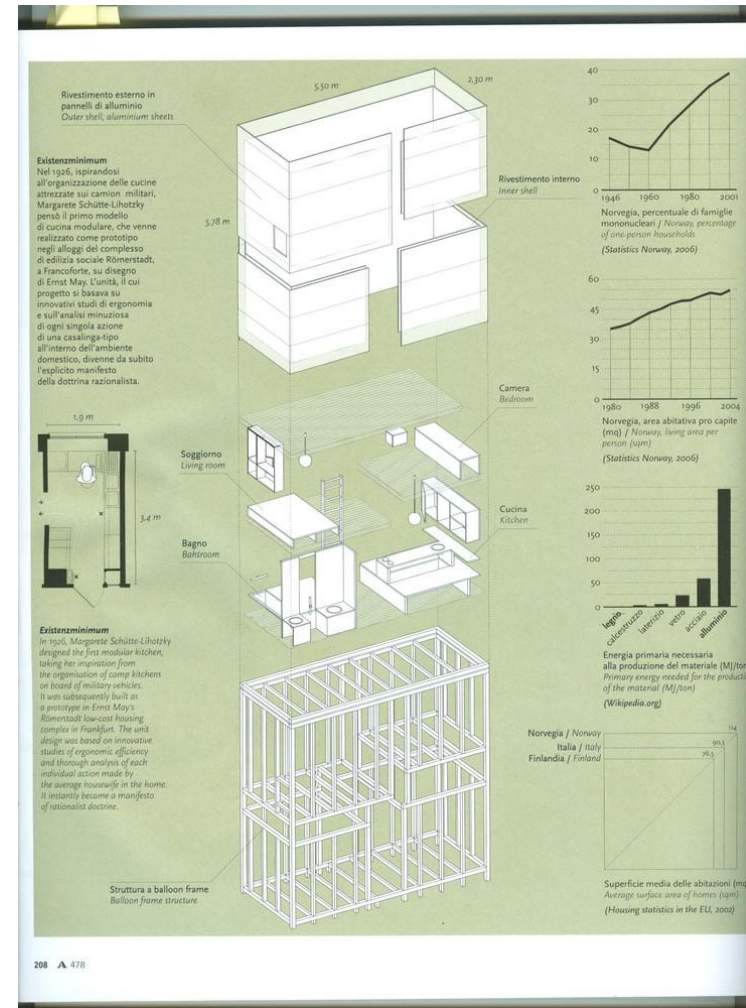 Rivestimento esterno in
pannelli di alluminio
Outer shell, aluminium sheets
5,50 m
2,30 m
5,78 m
Existenzminimum
Nel 1926, ispirandosi
all'organizzazione delle cucine
attrezzate sui camion militari,
Margarete Schütte-Lihotzky
pensò il primo modello
di cucina modulare, che venne
realizzato come prototipo
negli alloggi del complesso
di edilizia sociale Römerstadt,
a Francoforte, su disegno
di Ernst May. L'unità, il cui
progetto si basava su
innovativi studi di ergonomia
e sull'analisi minuziosa
di ogni singola azione
di una casalinga-tipo
all'interno dell'ambiente
domestico, divenne da subito
l'esplicito manifesto
della dottrina razionalista.
1,9 m
3,4 m
Existenzminimum
In 1926, Margarete Schütte-Lihotzky
designed the first modular kitchen,
taking her inspiration from
the organisation of camp kitchens
on board of military vehicles.
It was subsequently built as
a prototype in Ernst May's
Römerstadt low-cost housing
complex in Frankfurt. The unit
design was based on innovative
studies of ergonomic efficiency
and thorough analysis of each
individual action made by
the average housewife in the home.
It instantly became a manifesto
of rationalist doctrine.
Rivestimento interno
Inner shell
Camera
Bedroom
Soggiorno
Living room
Cucina
Kitchen
Bagno
Bahtroom
Struttura a balloon frame
Balloon frame structure
40
30
20
10
0
1946 1960 1980 2001
Norvegia, percentuale di famiglie
mononucleari / Norway, percentage
of one-person households
(Statistics Norway, 2006)
60
45
30
15
0
1980 1988 1996 2004
Norvegia, area abitativa pro capite
(mq) / Norway, living area per
person (sqm)
(Statistics Norway, 2006)
250
200
150
100
50
0
legno calcestruzzo laterizio vetro acciaio alluminio
Energia primaria necessaria
alla produzione del materiale (MJ/ton
Primary energy needed for the producti
of the material (MJ/ton)
(Wikipedia.org)
Norvegia / Norway
Italia / Italy
Finlandia / Finland
114
90,3
76,5
Superficie media delle abitazioni (mq
Average surface area of homes (sqm)
(Housing statistics in the EU, 2002)
208 A 478